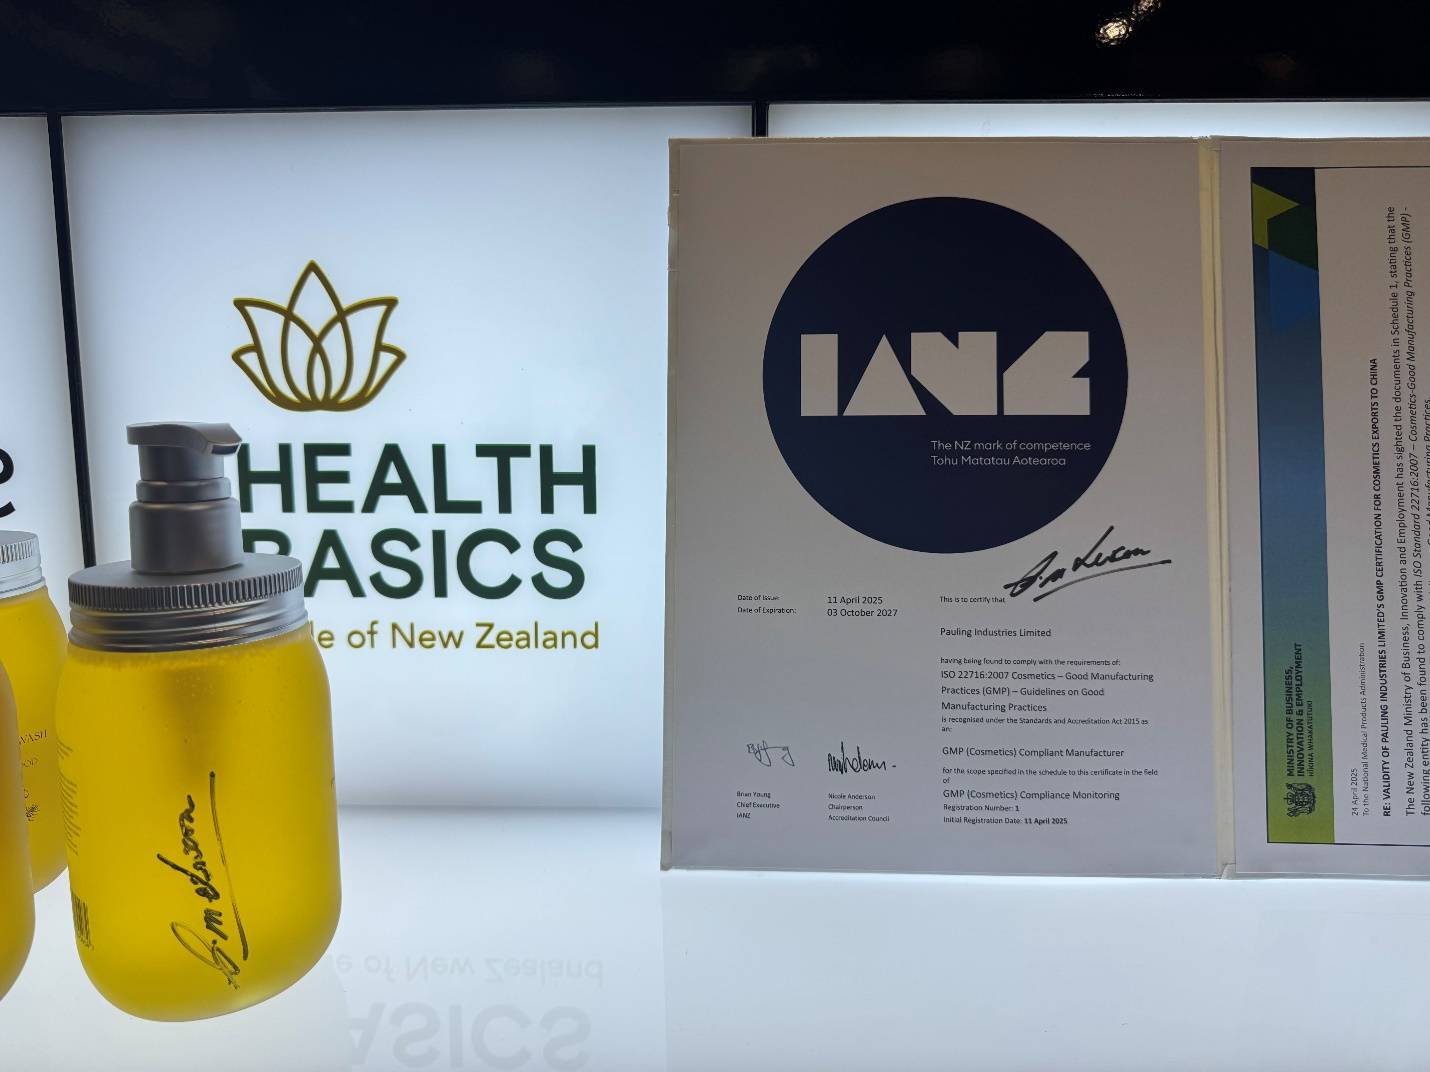 HEALTH
BASICS
of New Zealand
WASH
IANZ
The NZ mark of competence
Tohu Matatau Aotearoa
Date of Issue: 11 April 2025
Date of Expiration: 03 October 2027
This is to certify that
Pauling Industries Limited
having being found to comply with the requirements of:
ISO 22716:2007 Cosmetics – Good Manufacturing
Practices (GMP) – Guidelines on Good
Manufacturing Practices
is recognised under the Standards and Accreditation Act 2015 as
an:
GMP (Cosmetics) Compliant Manufacturer
for the scope specified in the schedule to this certificate in the field
of
GMP (Cosmetics) Compliance Monitoring
Registration Number: 1
Initial Registration Date: 11 April 2025
Brian Young
Chief Executive
IANZ
Nicole Anderson
Chairperson
Accreditation Council
MINISTRY OF BUSINESS,
INNOVATION & EMPLOYMENT
HĪKINA WHAKATUTUKI
24 April 2025
To the National Medical Products Administration
RE: VALIDITY OF PAULING INDUSTRIES LIMITED'S GMP CERTIFICATION FOR COSMETICS EXPORTS TO CHINA
The New Zealand Ministry of Business, Innovation and Employment has sighted the documents in Schedule 1, stating that the
following entity has been found to comply with ISO Standard 22716:2007 – Cosmetics-Good Manufacturing Practices (GMP) -